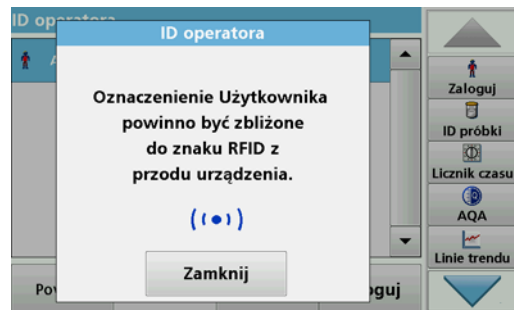 ID operatora
ID operatora
Oznaczenienie Użytkownika
powinno być zbliżone
do znaku RFID z
przodu urządzenia.
Zamknij
Zaloguj
ID próbki
Licznik czasu
AQA
Linie trendu